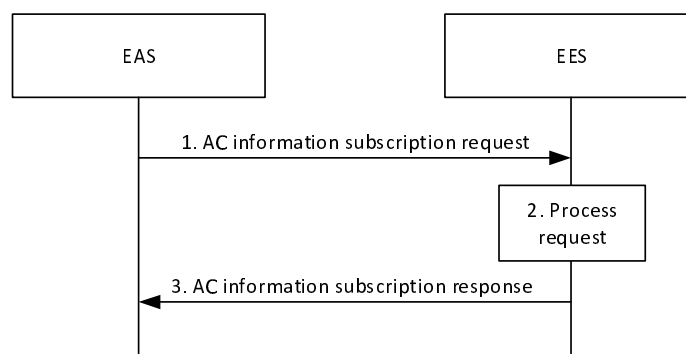 EAS
EES
1. AC information subscription request
2. Process
request
3. AC information subscription response